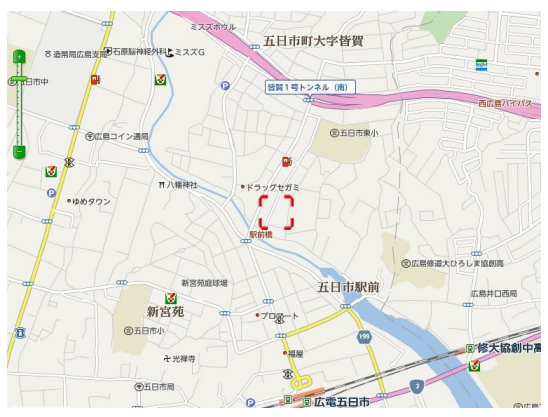 ミスズボウル
五日市町大字皆賀
造幣局広島支局
石原脳神経外科
ミスズG
五日市中
皆賀1号トンネル(南)
西広島バイパス
広島コイン通局
五日市東小
八幡神社
ドラッグセガミ
ゆめタウン
駅前橋
広島修道大ひろしま協創高
新宮苑庭球場
五日市駅前
広島井口西局
新宮苑
プロート
五日市小
199
修大協創中高
福屋
光禅寺
五日市局
2
広電五日市